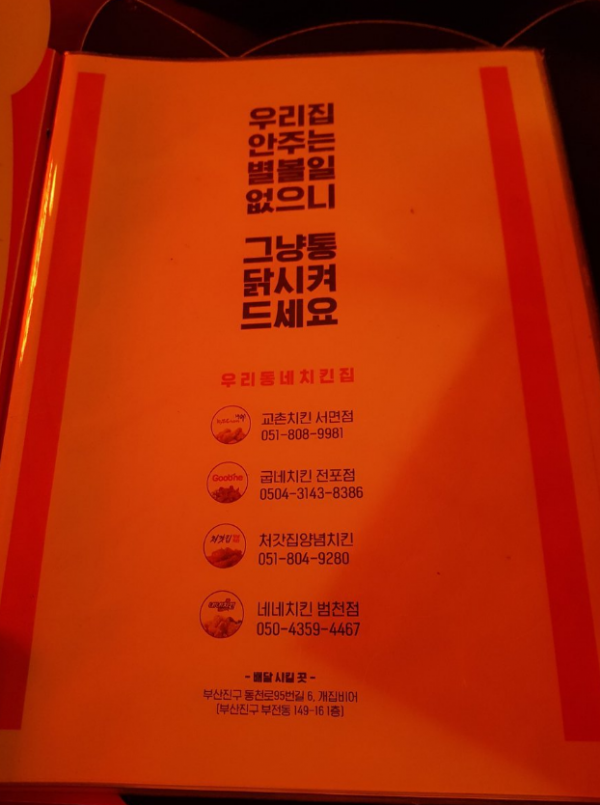 우리집
안주는
별볼일
없으니
그냥통
닭시켜
드세요
우리동네치킨집
교촌치킨 서면점
051-808-9981
Goobne
굽네치킨 전포점
0504-3143-8386
처갓집양념치킨
051-804-9280
네네치킨 범천점
050-4359-4467
- 배달 시킬 곳 -
부산진구 동천로95번길 6, 개집비어
(부산진구 부전동 149-16 1층)